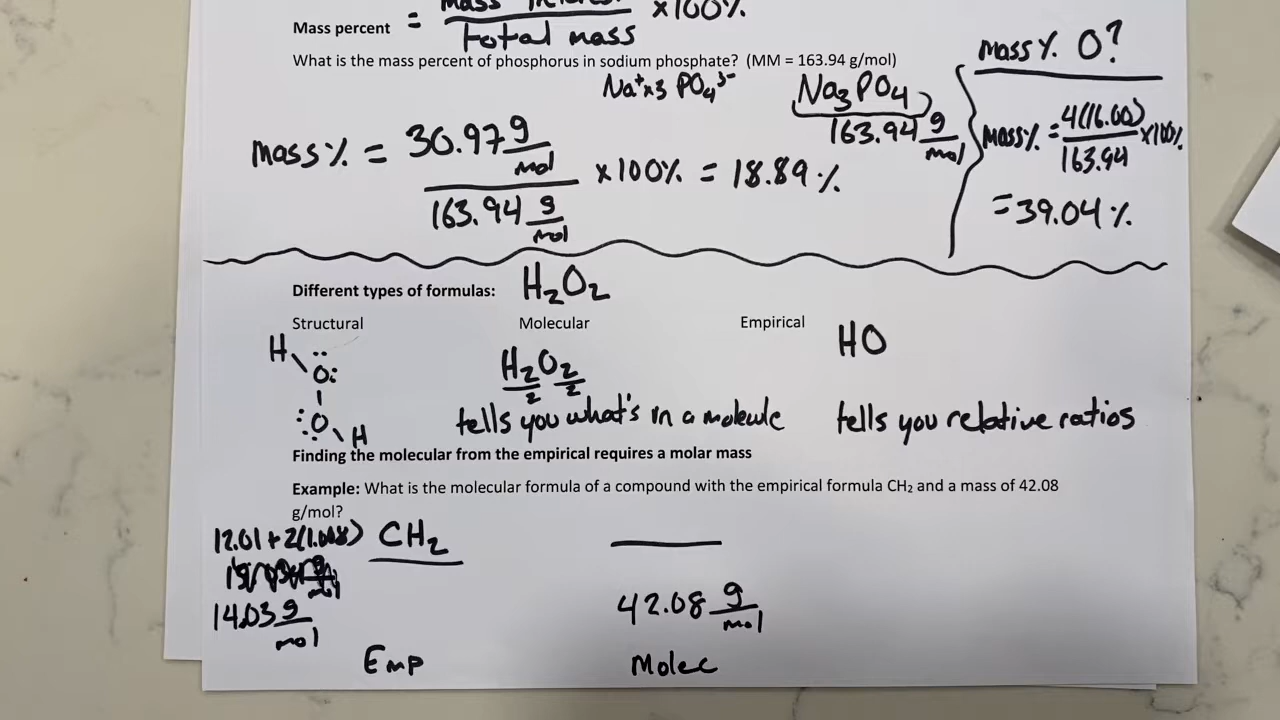 Mass percent = / total mass ×100%
What is the mass percent of phosphorus in sodium phosphate? (MM = 163.94 g/mol)
Na⁺×3 PO₄³⁻
Na₃PO₄
163.94 g/mol
Mass % = 30.97 g/mol / 163.94 g/mol ×100% = 18.89 %
Mass % O?
Mass % = 4(16.00) / 163.94 ×100%
= 39.04 %
Different types of formulas: H₂O₂
Structural Molecular Empirical
H O: :O H
H₂O₂
2 2
HO
tells you what's in a molecule
tells you relative ratios
Finding the molecular from the empirical requires a molar mass
Example: What is the molecular formula of a compound with the empirical formula CH₂ and a mass of 42.08
g/mol?
12.01 + 2(1.008) CH₂
14.03 g/mol
42.08 g/mol
Emp Molec